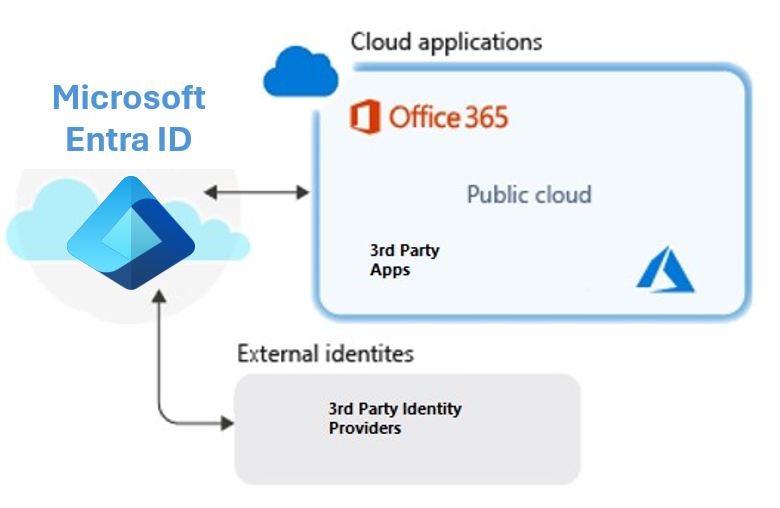 Cloud applications
Microsoft
Entra ID
Office 365
Public cloud
3rd Party
Apps
External identites
3rd Party Identity
Providers